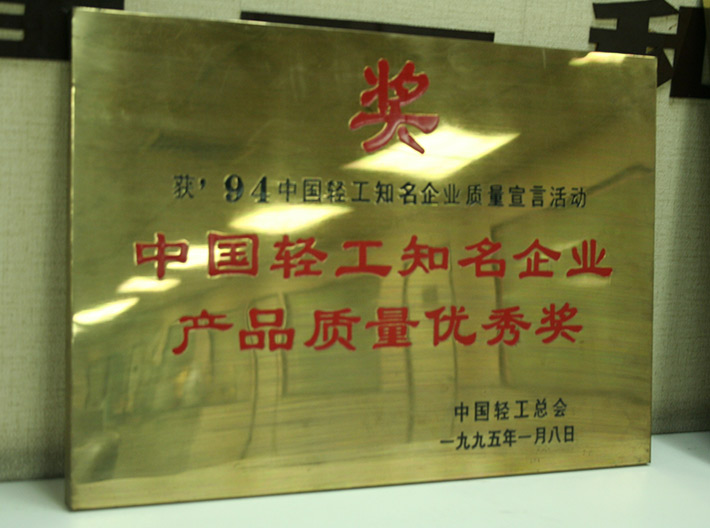 奖
获’94中国轻工知名企业质量宣言活动
中国轻工知名企业
产品质量优秀奖
中国轻工总会
一九九五年一月八日